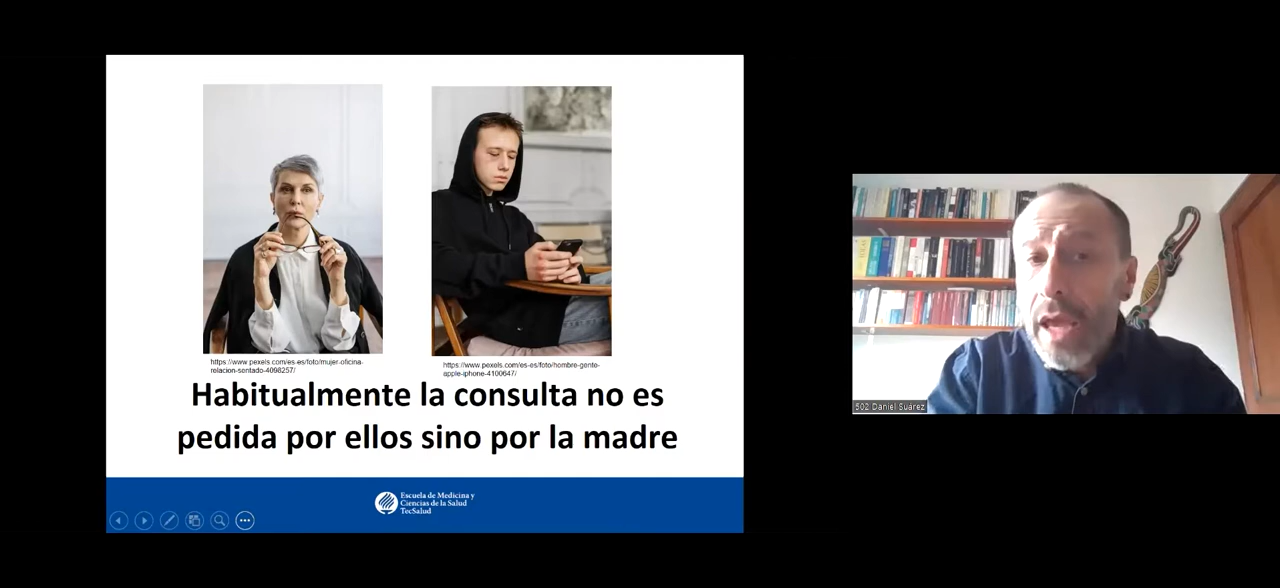 https://www.pexels.com/es-es/foto/mujer-oficina-
relacion-sentado-4098257/
https://www.pexels.com/es-es/foto/hombre-gente-
apple-iphone-4100647/
Habitualmente la consulta no es
pedida por ellos sino por la madre
Escuela de Medicina y
Ciencias de la Salud
TecSalud
502 Daniel Suárez